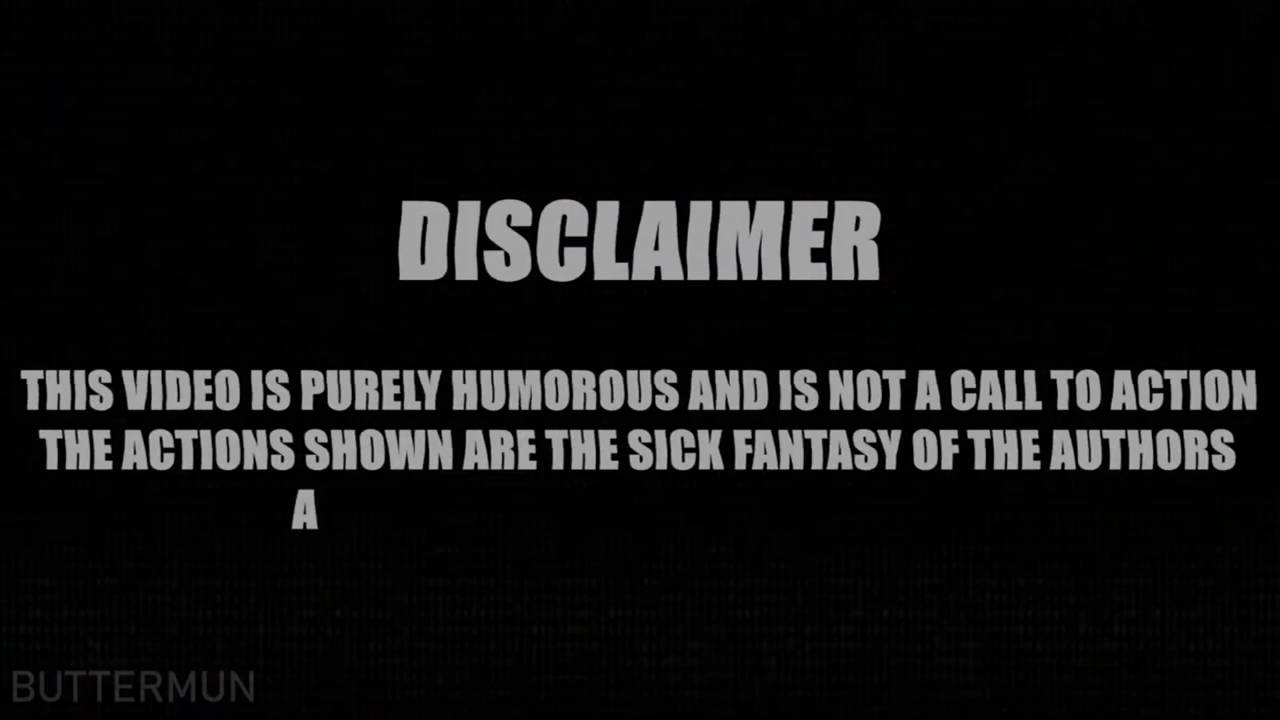 DISCLAIMER
THIS VIDEO IS PURELY HUMOROUS AND IS NOT A CALL TO ACTION
THE ACTIONS SHOWN ARE THE SICK FANTASY OF THE AUTHORS
A
BUTTERMUN